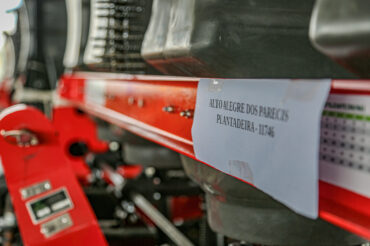 ALTO ALEGRE DOS PARECIS
PLANTADEIRA - 11746